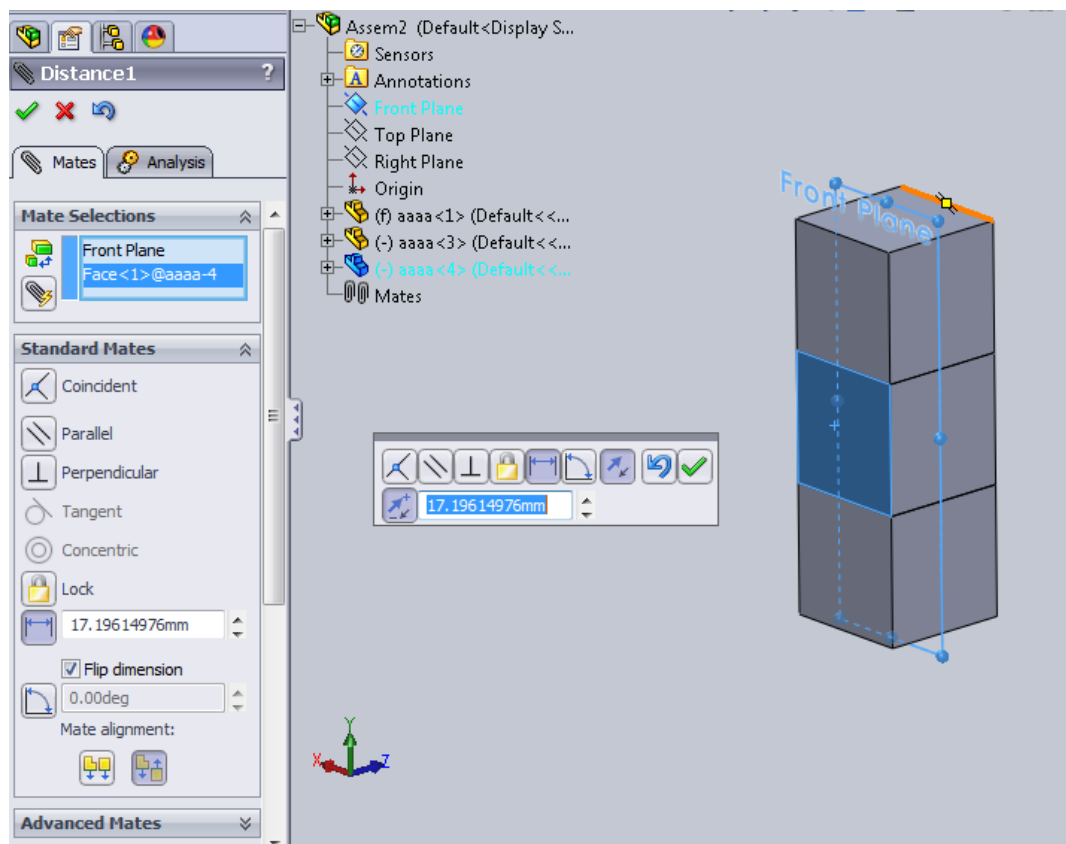 Distance1 ?
Mates
Analysis
Mate Selections
Front Plane
Face<1>@aaaa-4
Standard Mates
Coincident
Parallel
Perpendicular
Tangent
Concentric
Lock
17.19614976mm
Flip dimension
0.00deg
Mate alignment:
Advanced Mates
Assem2 (Default<Display S...
Sensors
A Annotations
Front Plane
Top Plane
Right Plane
Origin
(f) aaaa<1> (Default<<...
(-) aaaa<3> (Default<<...
(-) aaaa<4> (Default<<...
Mates
17.19614976mm
Front Plane
Y
X
Z